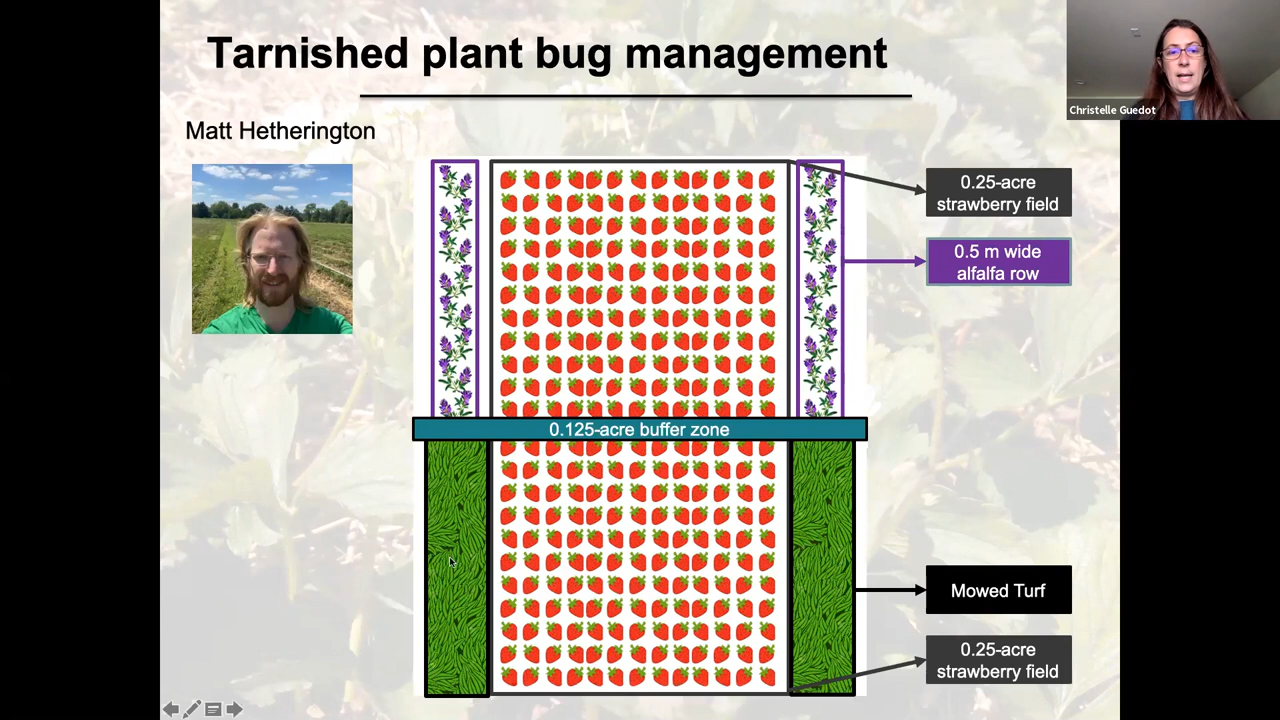 Tarnished plant bug management
Christelle Guedot
Matt Hetherington
0.25-acre
strawberry field
0.5 m wide
alfalfa row
0.125-acre buffer zone
Mowed Turf
0.25-acre
strawberry field